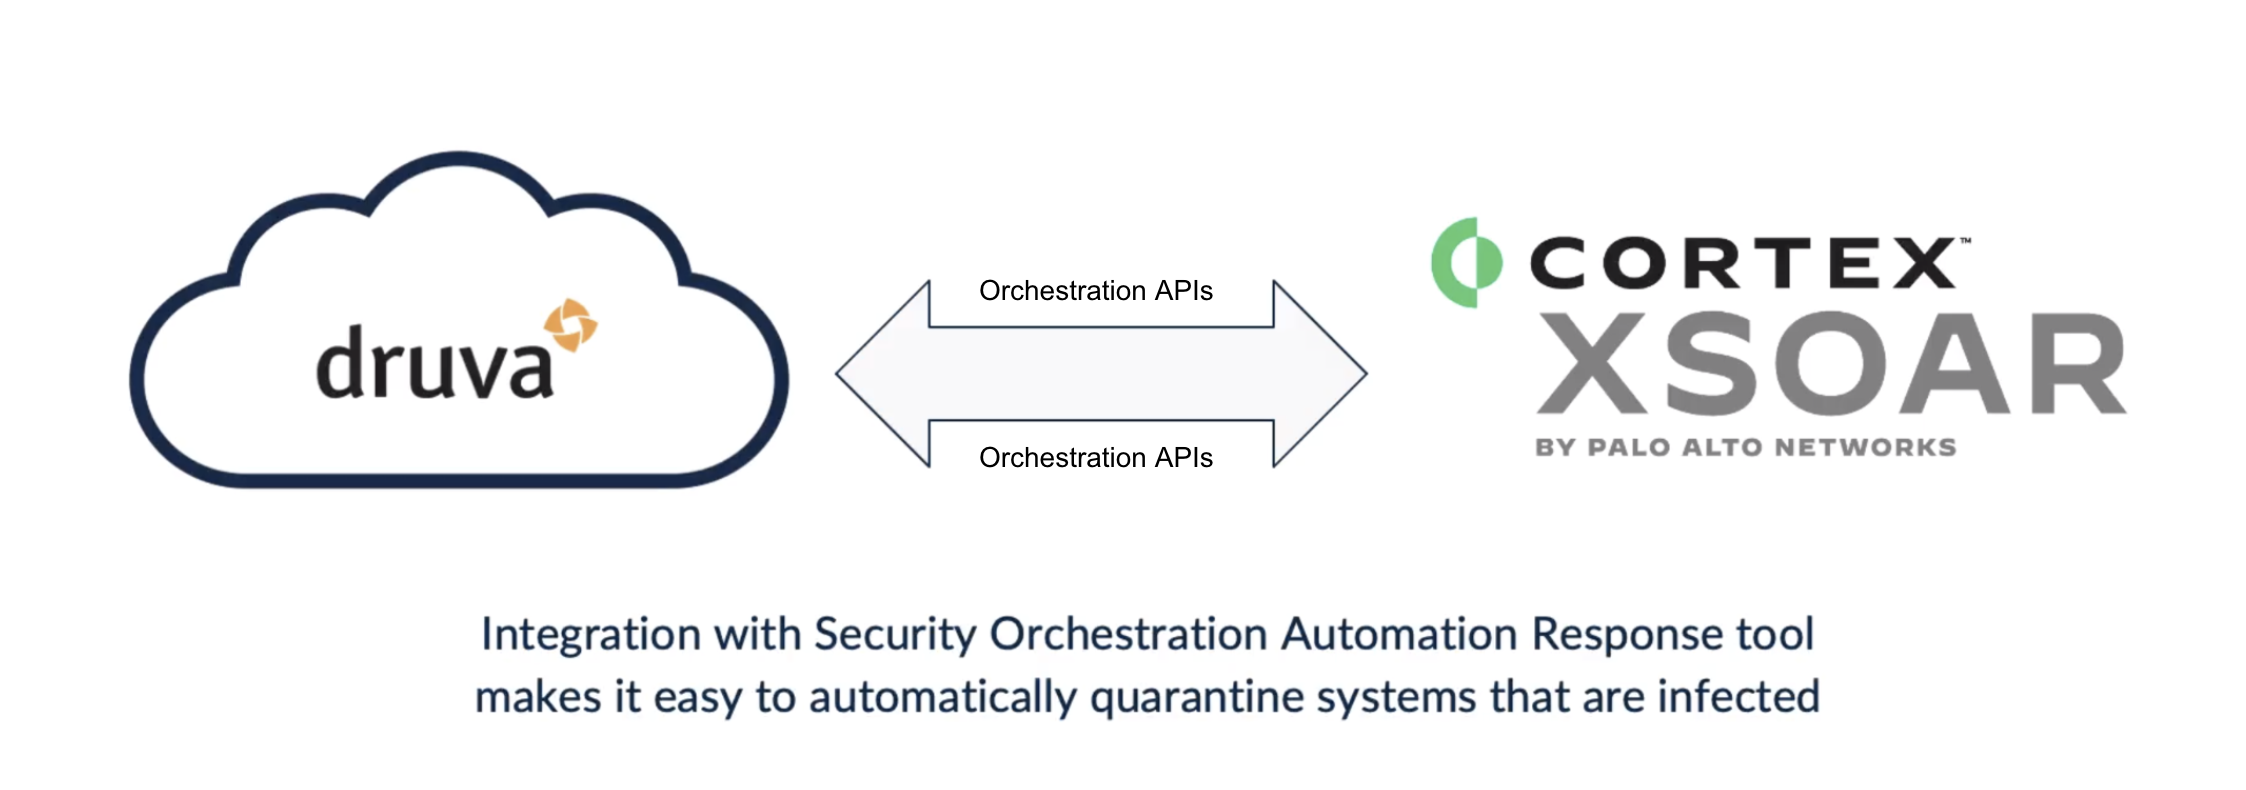 druva
Orchestration APIs
Orchestration APIs
CORTEX™
XSOAR
BY PALO ALTO NETWORKS
Integration with Security Orchestration Automation Response tool
makes it easy to automatically quarantine systems that are infected